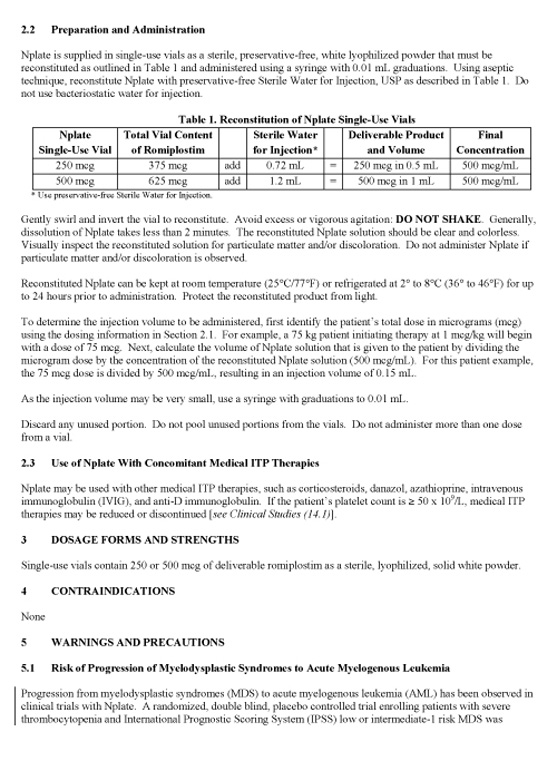 2.2 Preparation and Administration
Nplate is supplied in single-use vials as a sterile, preservative-free, white lyophilized powder that must be
reconstituted as outlined in Table 1 and administered using a syringe with 0.01 mL graduations. Using aseptic
technique, reconstitute Nplate with preservative-free Sterile Water for Injection, USP as described in Table 1. Do
not use bacteriostatic water for injection.
Table 1. Reconstitution of Nplate Single-Use Vials
Nplate Total Vial Content Sterile Water Deliverable Product Final
Single-Use Vial of Romiplostim for Injection* and Volume Concentration
250 mcg 375 mcg add 0.72 mL = 250 mcg in 0.5 mL 500 mcg/mL
500 mcg 625 mcg add 1.2 mL = 500 mcg in 1 mL 500 mcg/mL
* Use preservative-free Sterile Water for Injection.
Gently swirl and invert the vial to reconstitute. Avoid excess or vigorous agitation: DO NOT SHAKE. Generally,
dissolution of Nplate takes less than 2 minutes. The reconstituted Nplate solution should be clear and colorless.
Visually inspect the reconstituted solution for particulate matter and/or discoloration. Do not administer Nplate if
particulate matter and/or discoloration is observed.
Reconstituted Nplate can be kept at room temperature (25°C/77°F) or refrigerated at 2° to 8°C (36° to 46°F) for up
to 24 hours prior to administration. Protect the reconstituted product from light.
To determine the injection volume to be administered, first identify the patient's total dose in micrograms (mcg)
using the dosing information in Section 2.1. For example, a 75 kg patient initiating therapy at 1 mcg/kg will begin
with a dose of 75 mcg. Next, calculate the volume of Nplate solution that is given to the patient by dividing the
microgram dose by the concentration of the reconstituted Nplate solution (500 mcg/mL). For this patient example,
the 75 mcg dose is divided by 500 mcg/mL, resulting in an injection volume of 0.15 mL.
As the injection volume may be very small, use a syringe with graduations to 0.01 mL.
Discard any unused portion. Do not pool unused portions from the vials. Do not administer more than one dose
from a vial.
2.3 Use of Nplate With Concomitant Medical ITP Therapies
Nplate may be used with other medical ITP therapies, such as corticosteroids, danazol, azathioprine, intravenous
immunoglobulin (IVIG), and anti-D immunoglobulin. If the patient's platelet count is ≥ 50 x 10⁹/L, medical ITP
therapies may be reduced or discontinued [see Clinical Studies (14.1)].
3 DOSAGE FORMS AND STRENGTHS
Single-use vials contain 250 or 500 mcg of deliverable romiplostim as a sterile, lyophilized, solid white powder.
4 CONTRAINDICATIONS
None
5 WARNINGS AND PRECAUTIONS
5.1 Risk of Progression of Myelodysplastic Syndromes to Acute Myelogenous Leukemia
Progression from myelodysplastic syndromes (MDS) to acute myelogenous leukemia (AML) has been observed in
clinical trials with Nplate. A randomized, double blind, placebo controlled trial enrolling patients with severe
thrombocytopenia and International Prognostic Scoring System (IPSS) low or intermediate-1 risk MDS was